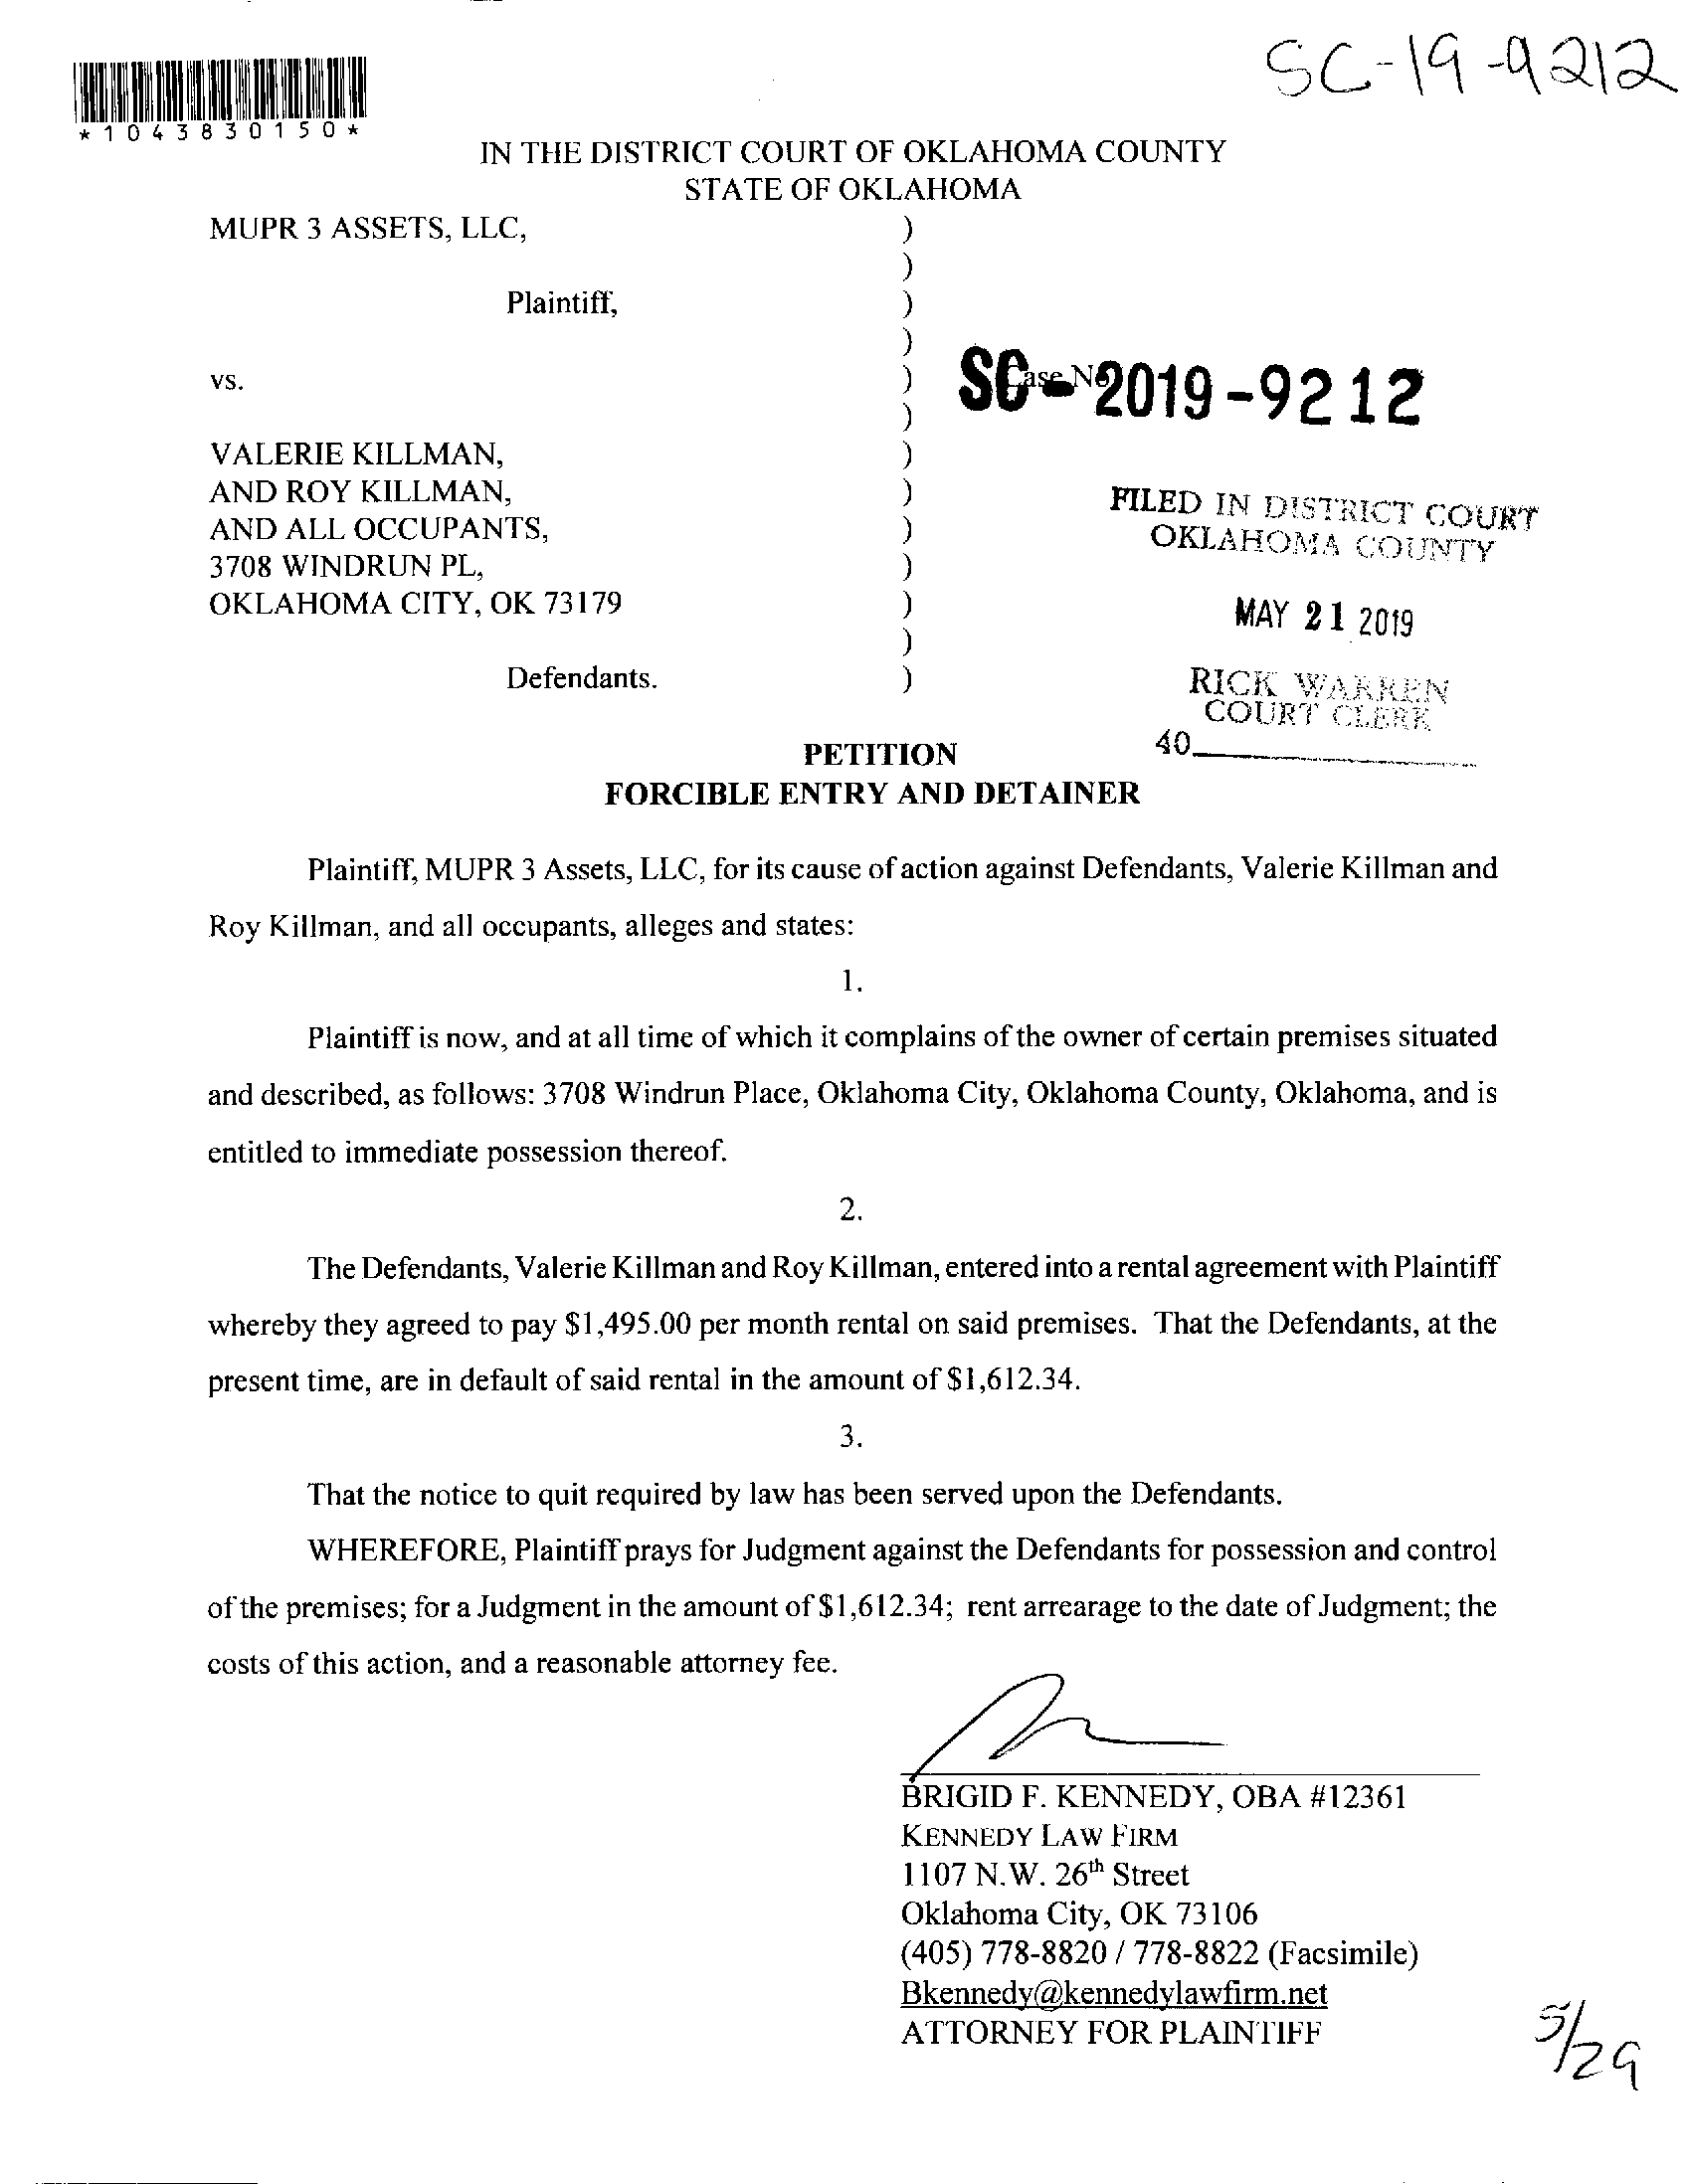 SC-19-9212
*1043830150*
IN THE DISTRICT COURT OF OKLAHOMA COUNTY
STATE OF OKLAHOMA
MUPR 3 ASSETS, LLC, )
)
Plaintiff, )
)
vs. ) Case No
SC-2019-9212
)
VALERIE KILLMAN, )
AND ROY KILLMAN, )
AND ALL OCCUPANTS, )
3708 WINDRUN PL, )
OKLAHOMA CITY, OK 73179 )
)
Defendants. )
FILED IN DISTRICT COURT
OKLAHOMA COUNTY
MAY 21 2019
RICK WARREN
COURT CLERK
40
PETITION
FORCIBLE ENTRY AND DETAINER
Plaintiff, MUPR 3 Assets, LLC, for its cause of action against Defendants, Valerie Killman and
Roy Killman, and all occupants, alleges and states:
1.
Plaintiff is now, and at all time of which it complains of the owner of certain premises situated
and described, as follows: 3708 Windrun Place, Oklahoma City, Oklahoma County, Oklahoma, and is
entitled to immediate possession thereof.
2.
The Defendants, Valerie Killman and Roy Killman, entered into a rental agreement with Plaintiff
whereby they agreed to pay $1,495.00 per month rental on said premises. That the Defendants, at the
present time, are in default of said rental in the amount of $1,612.34.
3.
That the notice to quit required by law has been served upon the Defendants.
WHEREFORE, Plaintiff prays for Judgment against the Defendants for possession and control
of the premises; for a Judgment in the amount of $1,612.34; rent arrearage to the date of Judgment; the
costs of this action, and a reasonable attorney fee.
BRIGID F. KENNEDY, OBA #12361
KENNEDY LAW FIRM
1107 N.W. 26th Street
Oklahoma City, OK 73106
(405) 778-8820 / 778-8822 (Facsimile)
Bkennedy@kennedylawfirm.net
ATTORNEY FOR PLAINTIFF
5/29